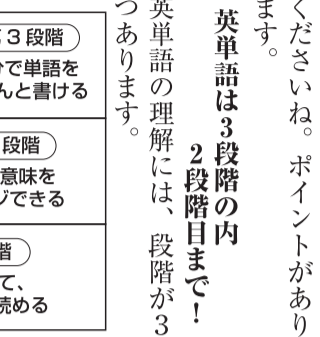 くださいね。ポイントがあり
ます。
英単語は３段階の内
２段階目まで！
英単語の理解には、段階が３
つあります。
３段階
で単語を
んと書ける
段階
意味を
ジできる
階
て、
読める